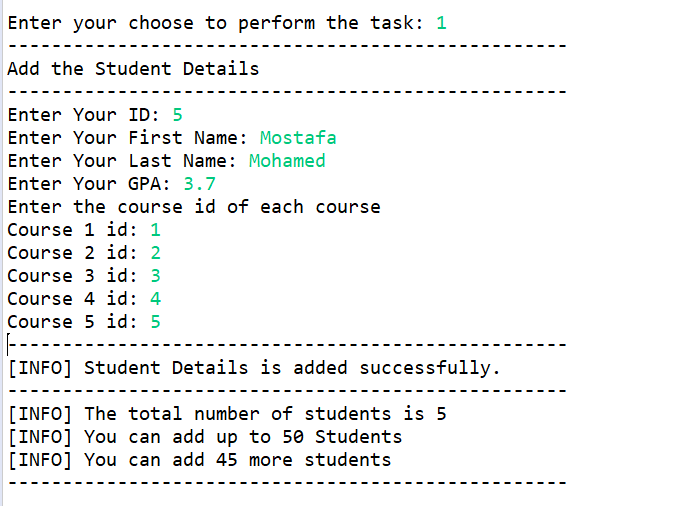 Enter your choose to perform the task: 1
---------------------------------------------------
Add the Student Details
---------------------------------------------------
Enter Your ID: 5
Enter Your First Name: Mostafa
Enter Your Last Name: Mohamed
Enter Your GPA: 3.7
Enter the course id of each course
Course 1 id: 1
Course 2 id: 2
Course 3 id: 3
Course 4 id: 4
Course 5 id: 5
---------------------------------------------------
[INFO] Student Details is added successfully.
---------------------------------------------------
[INFO] The total number of students is 5
[INFO] You can add up to 50 Students
[INFO] You can add 45 more students
---------------------------------------------------